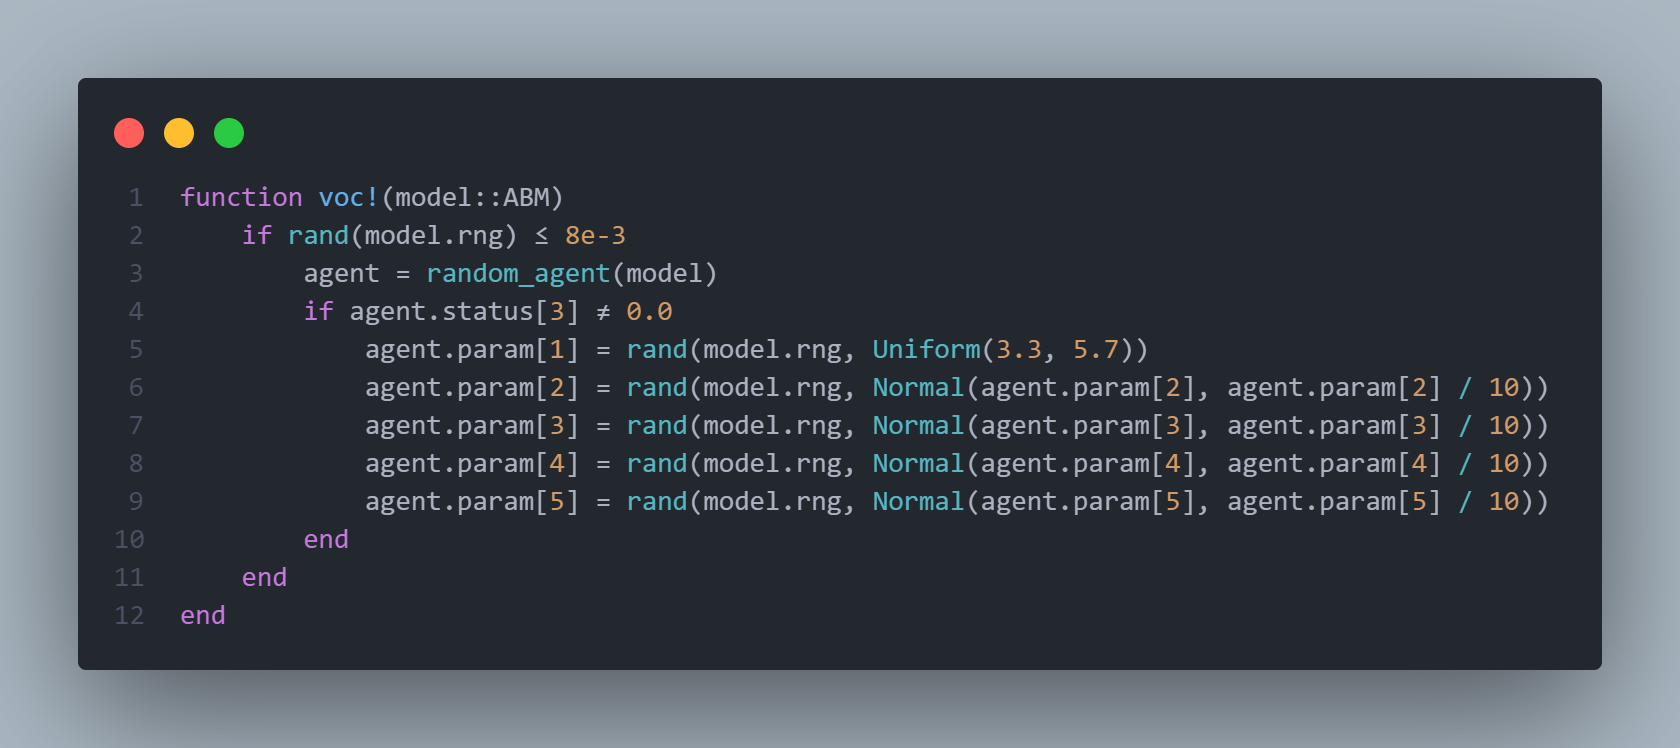 1 function voc!(model::ABM)
2     if rand(model.rng) ≤ 8e-3
3         agent = random_agent(model)
4         if agent.status[3] ≠ 0.0
5             agent.param[1] = rand(model.rng, Uniform(3.3, 5.7))
6             agent.param[2] = rand(model.rng, Normal(agent.param[2], agent.param[2] / 10))
7             agent.param[3] = rand(model.rng, Normal(agent.param[3], agent.param[3] / 10))
8             agent.param[4] = rand(model.rng, Normal(agent.param[4], agent.param[4] / 10))
9             agent.param[5] = rand(model.rng, Normal(agent.param[5], agent.param[5] / 10))
10         end
11     end
12 end